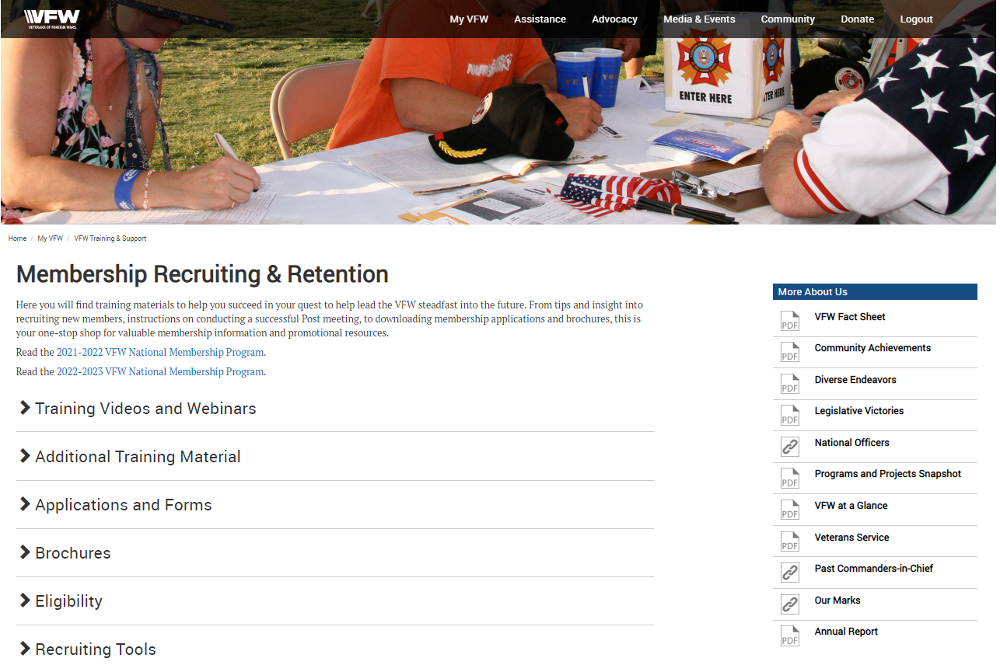 VFW
VETERANS OF FOREIGN WARS.
My VFW
Assistance
Advocacy
Media & Events
Community
Donate
Logout
ENTER HERE
ENTER HERE
Home / My VFW / VFW Training & Support
Membership Recruiting & Retention
Here you will find training materials to help you succeed in your quest to help lead the VFW steadfast into the future. From tips and insight into
recruiting new members, instructions on conducting a successful Post meeting, to downloading membership applications and brochures, this is
your one-stop shop for valuable membership information and promotional resources.
Read the 2021-2022 VFW National Membership Program.
Read the 2022-2023 VFW National Membership Program.
Training Videos and Webinars
Additional Training Material
Applications and Forms
Brochures
Eligibility
Recruiting Tools
More About Us
PDF VFW Fact Sheet
PDF Community Achievements
PDF Diverse Endeavors
PDF Legislative Victories
National Officers
PDF Programs and Projects Snapshot
PDF VFW at a Glance
PDF Veterans Service
Past Commanders-in-Chief
Our Marks
PDF Annual Report